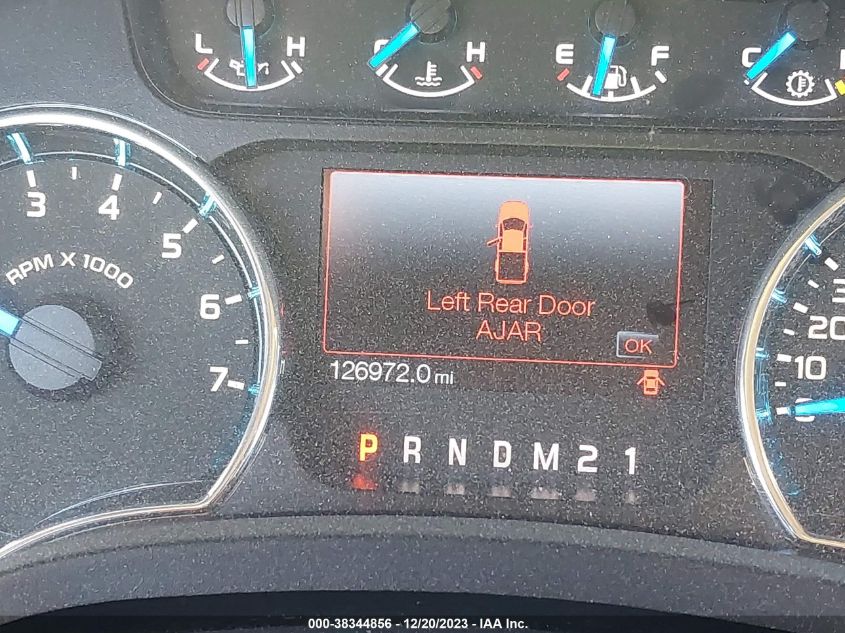 L H C H E F C
3 4 5 6 7
RPM X 1000
Left Rear Door
AJAR
OK
126972.0 mi
20
10
0
P R N D M 2 1
000-38344856 - 12/20/2023 - IAA Inc.